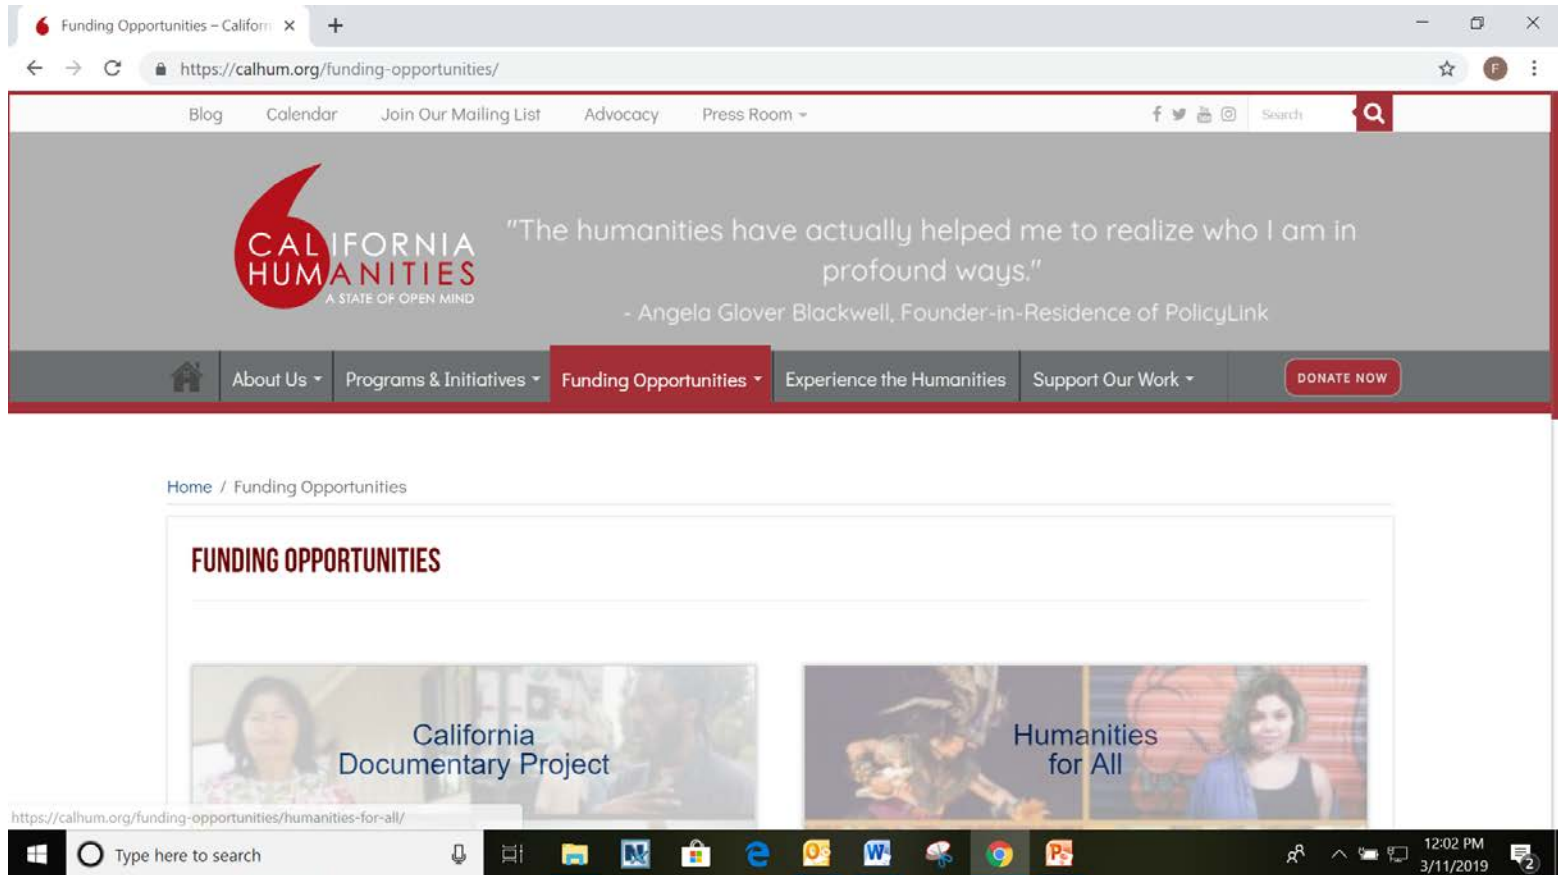 Funding Opportunities – Californ
https://calhum.org/funding-opportunities/
F
Blog Calendar Join Our Mailing List Advocacy Press Room Search
CALIFORNIA
HUMANITIES
A STATE OF OPEN MIND
"The humanities have actually helped me to realize who I am in
profound ways."
- Angela Glover Blackwell, Founder-in-Residence of PolicyLink
About Us Programs & Initiatives Funding Opportunities Experience the Humanities Support Our Work DONATE NOW
Home / Funding Opportunities
FUNDING OPPORTUNITIES
California
Documentary Project
Humanities
for All
https://calhum.org/funding-opportunities/humanities-for-all/
Type here to search
12:02 PM
3/11/2019
2